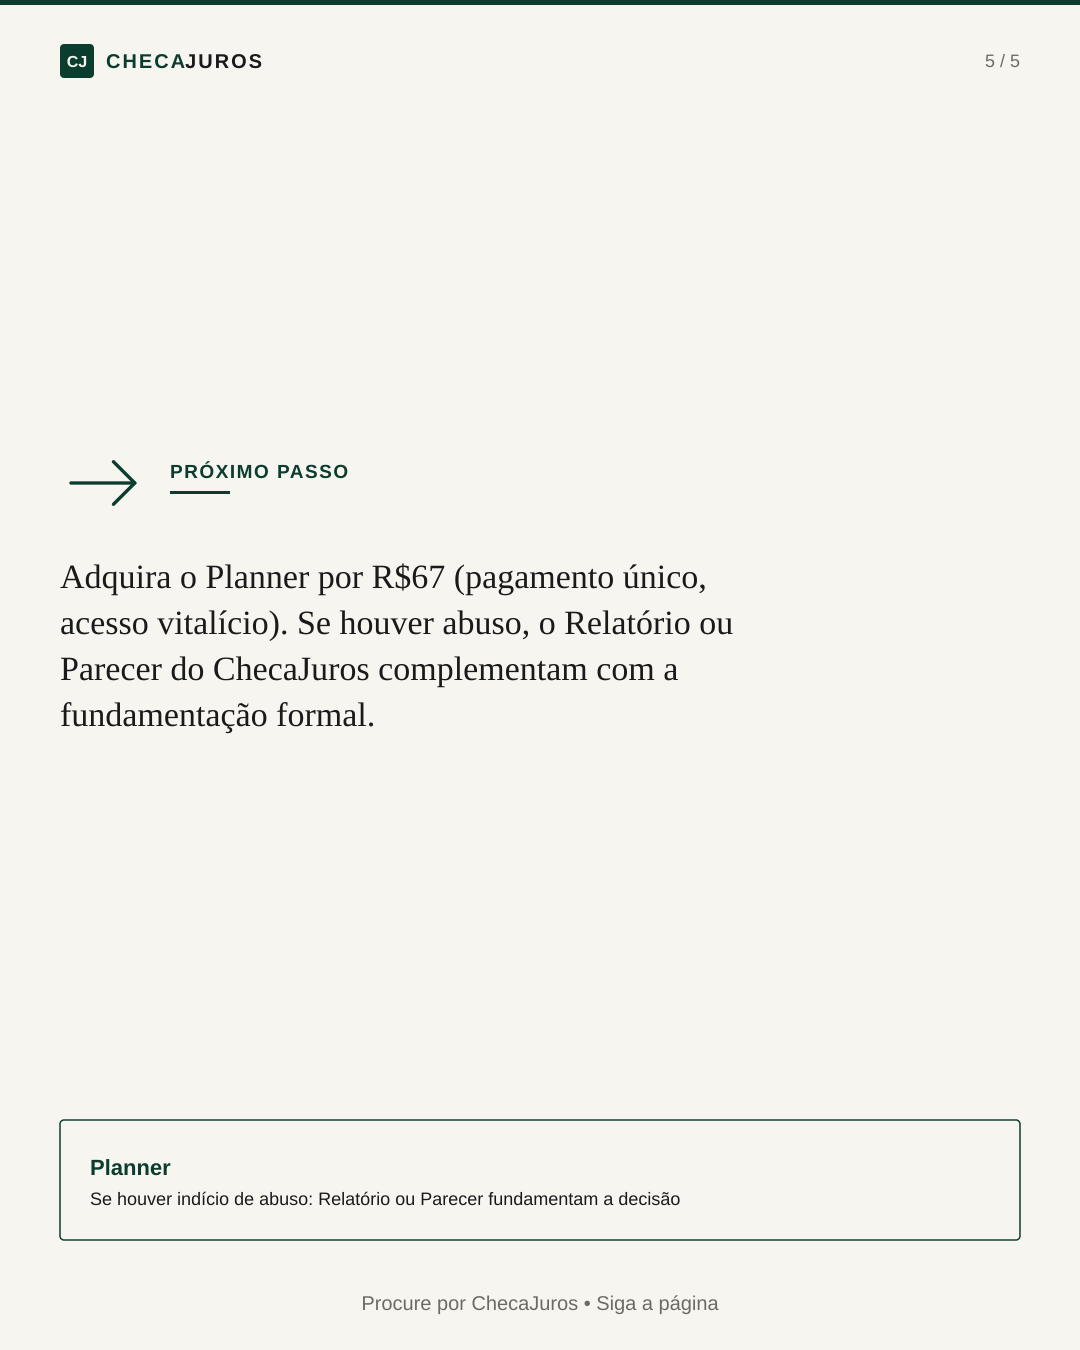 CJ CHECAJUROS
5 / 5
PRÓXIMO PASSO
Adquira o Planner por R$67 (pagamento único,
acesso vitalício). Se houver abuso, o Relatório ou
Parecer do ChecaJuros complementam com a
fundamentação formal.
Planner
Se houver indício de abuso: Relatório ou Parecer fundamentam a decisão
Procure por ChecaJuros • Siga a página